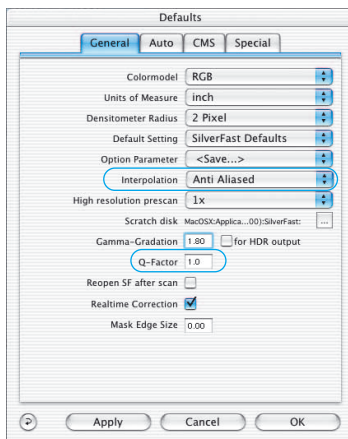 Defaults
General Auto CMS Special
Colormodel RGB
Units of Measure inch
Densitometer Radius 2 Pixel
Default Setting SilverFast Defaults
Option Parameter <Save...>
Interpolation Anti Aliased
High resolution prescan 1x
Scratch disk MacOSX:Applica...00):SilverFast: ...
Gamma-Gradation 1.80 for HDR output
Q-Factor 1.0
Reopen SF after scan
Realtime Correction
Mask Edge Size 0.00
Apply Cancel OK